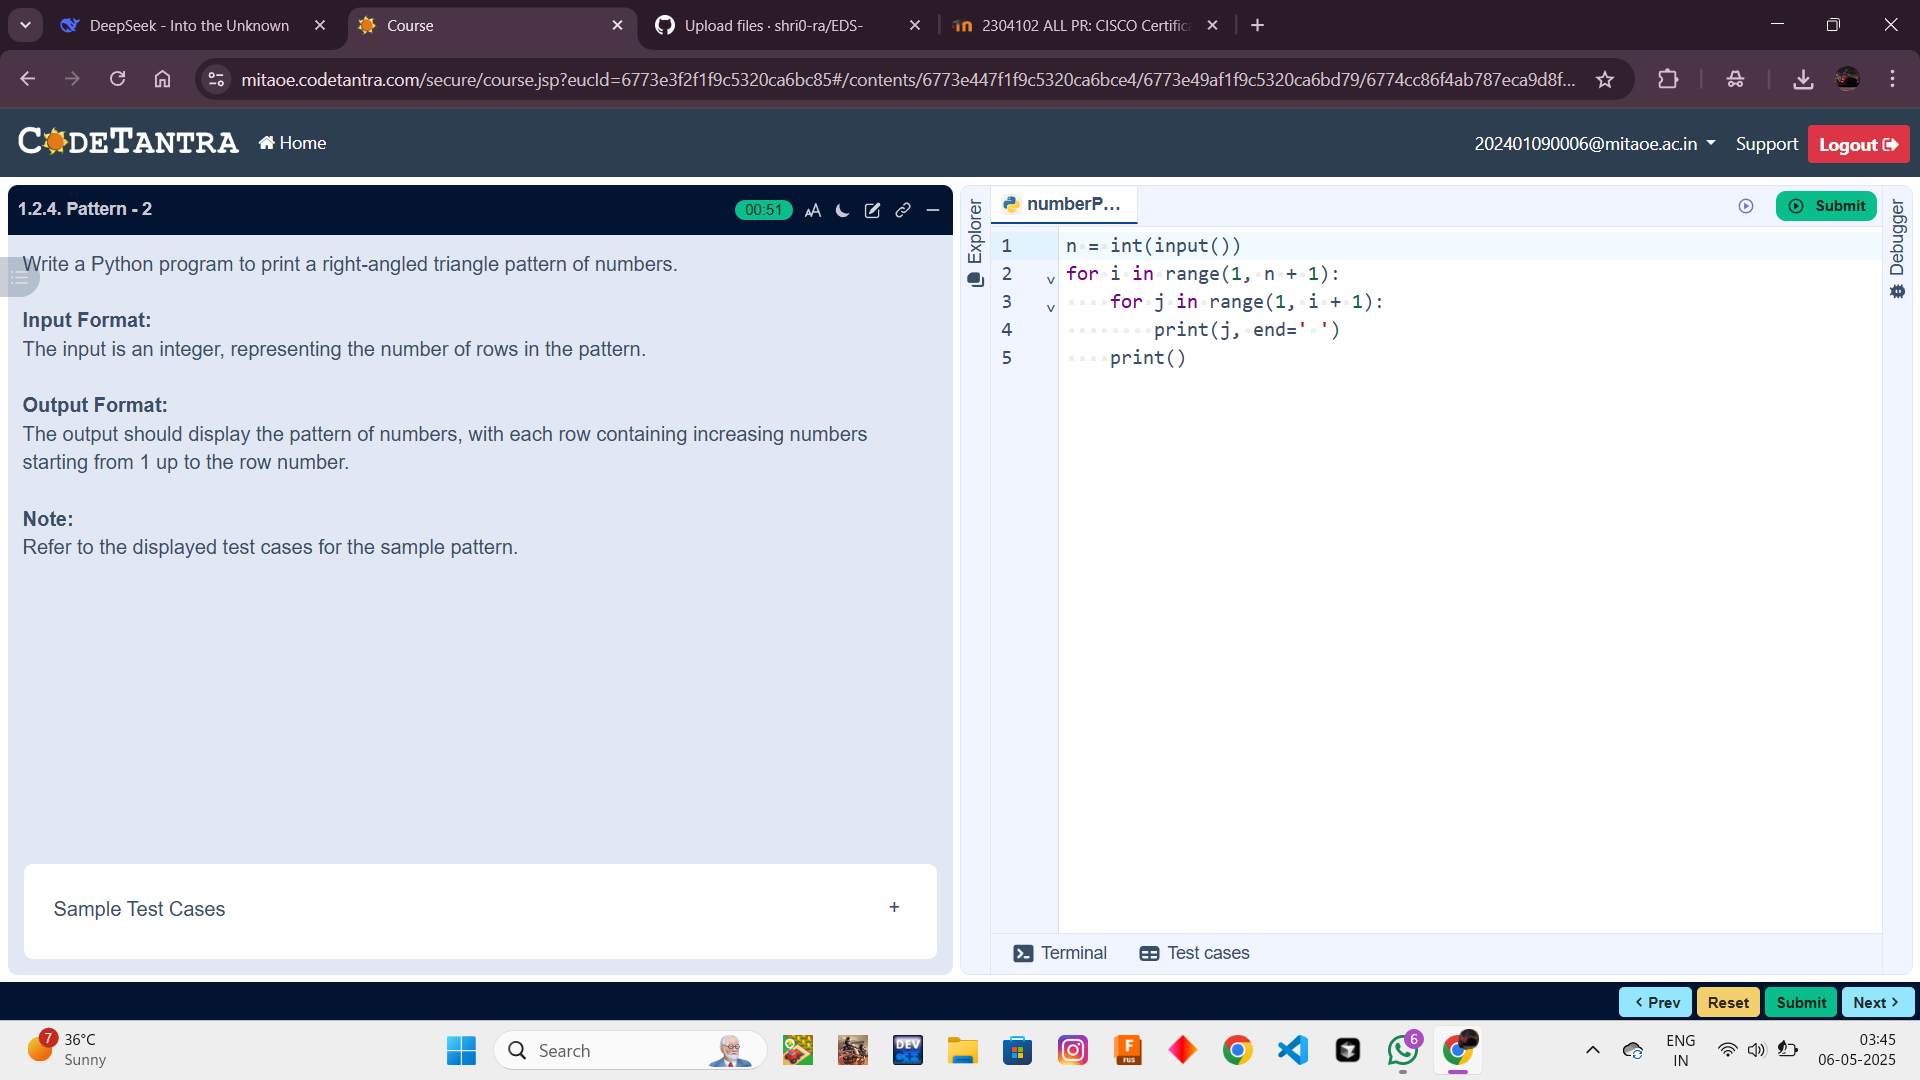 DeepSeek - Into the Unknown
Course
Upload files · shri0-ra/EDS-
2304102 ALL PR: CISCO Certific
mitaoe.codetantra.com/secure/course.jsp?eucId=6773e3f2f1f9c5320ca6bc85#/contents/6773e447f1f9c5320ca6bce4/6773e49af1f9c5320ca6bd79/6774cc86f4ab787eca9d8f...
CODETANTRA
Home
202401090006@mitaoe.ac.in
Support
Logout
1.2.4. Pattern - 2
00:51
AA
Write a Python program to print a right-angled triangle pattern of numbers.
Input Format:
The input is an integer, representing the number of rows in the pattern.
Output Format:
The output should display the pattern of numbers, with each row containing increasing numbers
starting from 1 up to the row number.
Note:
Refer to the displayed test cases for the sample pattern.
Sample Test Cases
+
Explorer
numberP...
Submit
Debugger
1 n = int(input())
2 for i in range(1, n + 1):
3 for j in range(1, i + 1):
4 print(j, end=' ')
5 print()
Terminal
Test cases
Prev
Reset
Submit
Next
7
36°C
Sunny
Search
DEV
C++
F
FUS
6
ENG
IN
03:45
06-05-2025